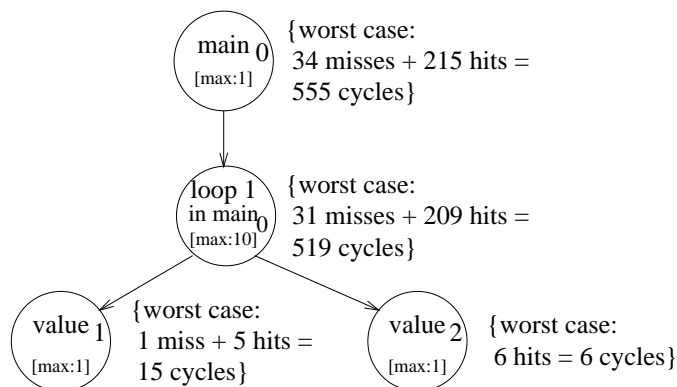 main 0
[max:1]
{worst case:
34 misses + 215 hits =
555 cycles}
loop 1
in main 0
[max:10]
{worst case:
31 misses + 209 hits =
519 cycles}
value 1
[max:1]
{worst case:
1 miss + 5 hits =
15 cycles}
value 2
[max:1]
{worst case:
6 hits = 6 cycles}